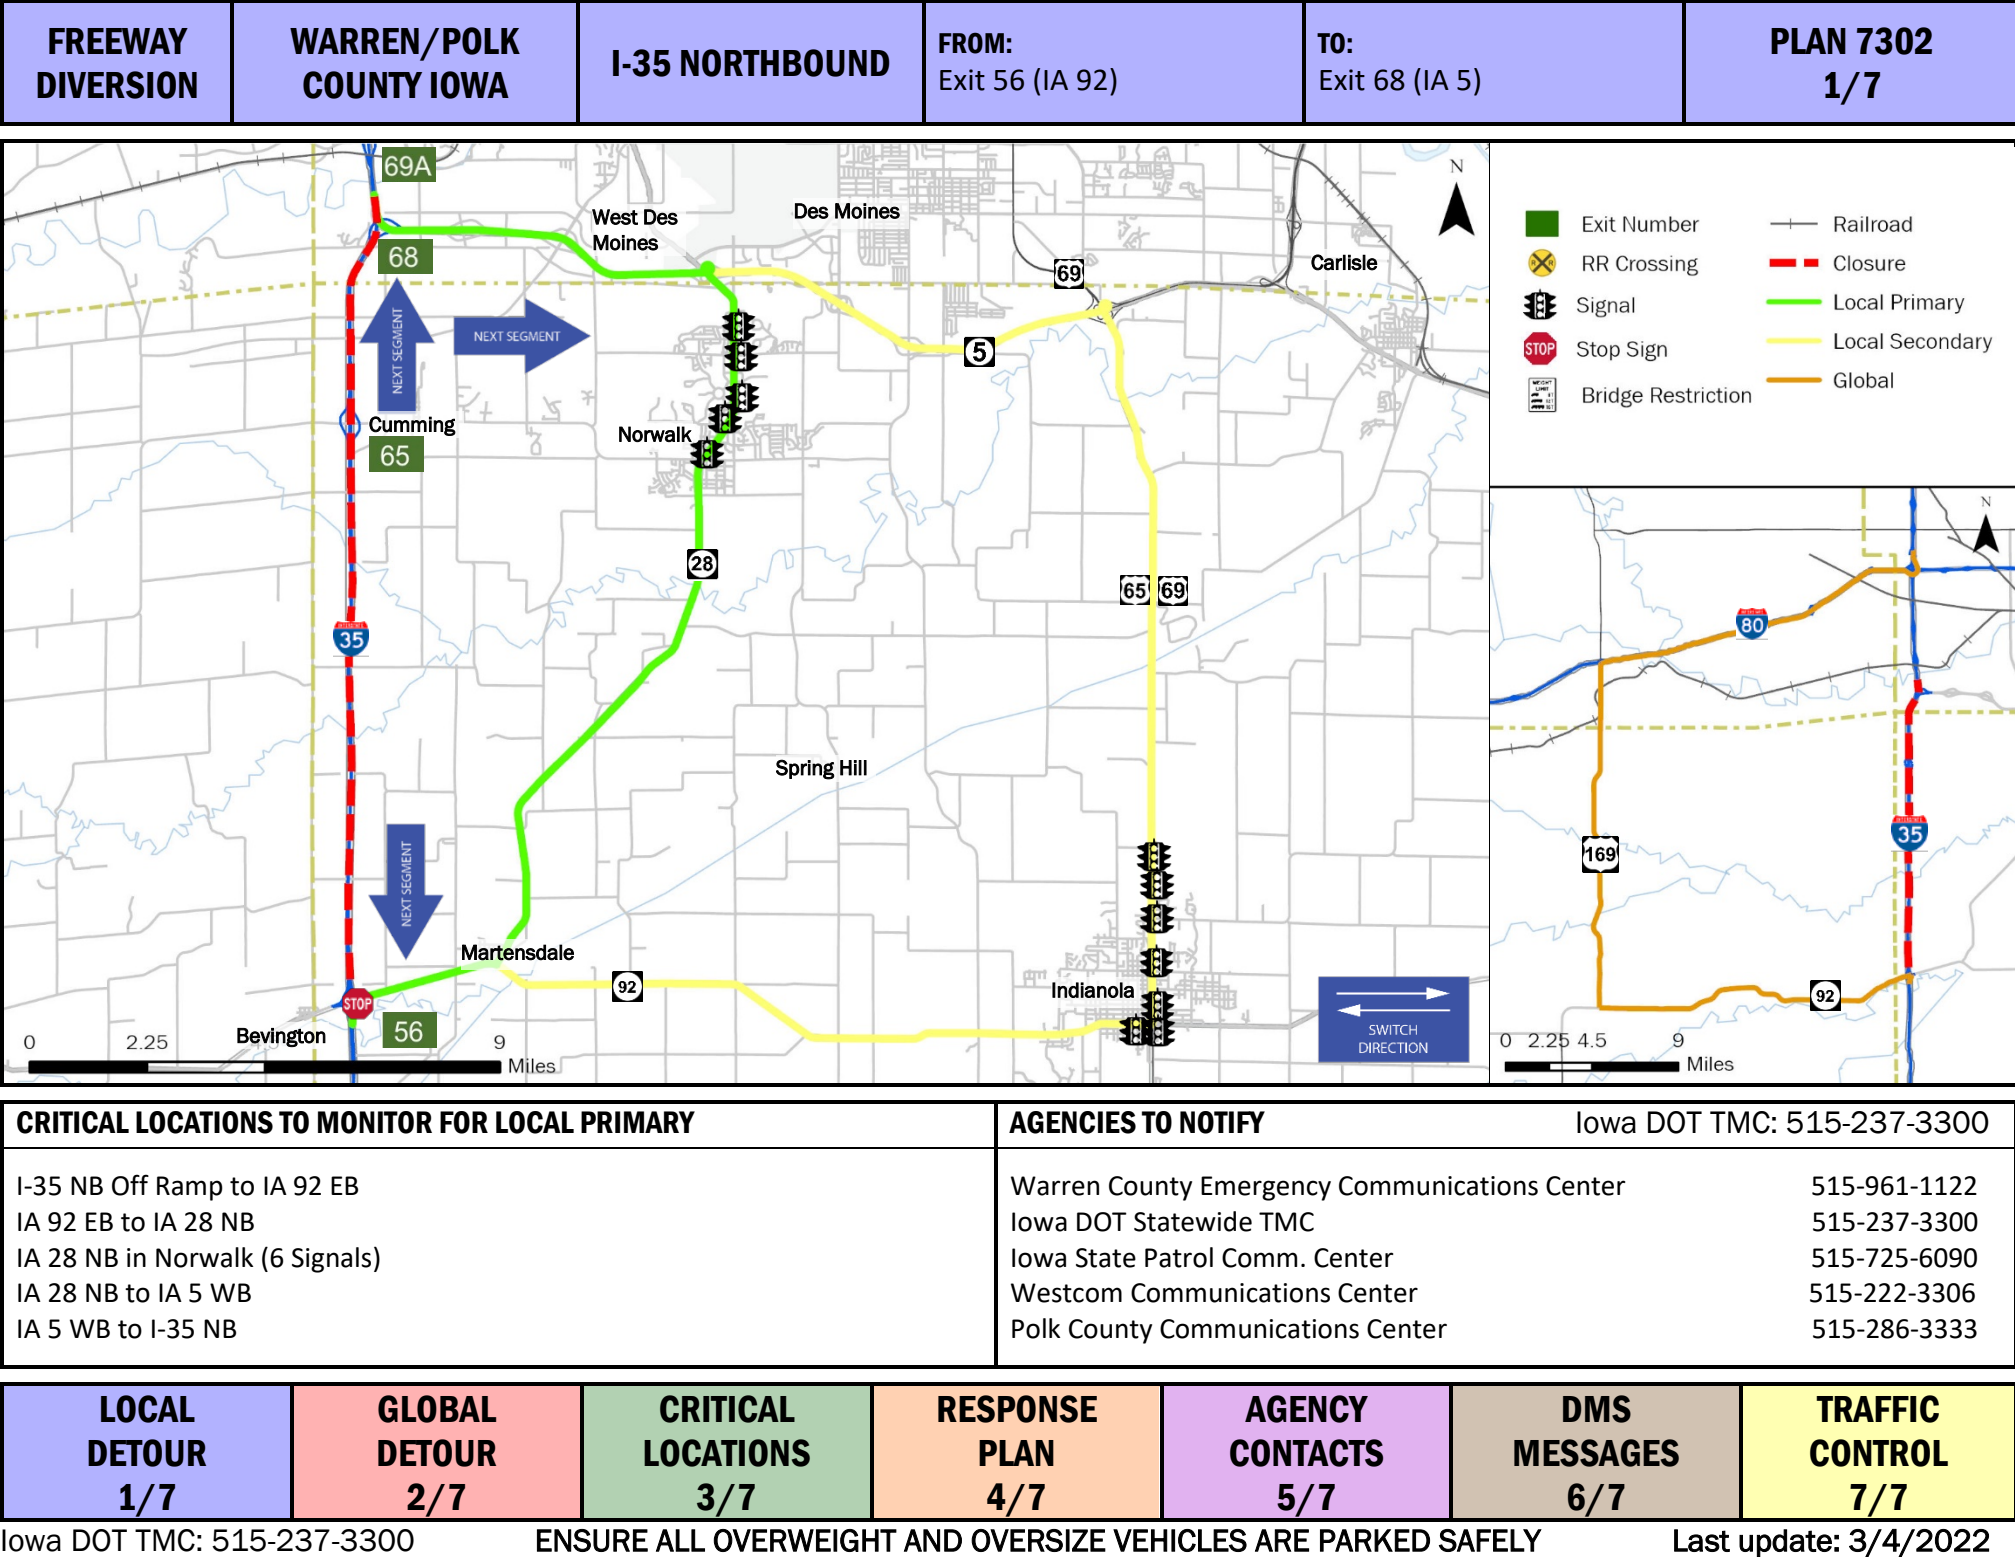 FREEWAY
DIVERSION
WARREN/POLK
COUNTY IOWA
I-35 NORTHBOUND
FROM:
Exit 56 (IA 92)
TO:
Exit 68 (IA 5)
PLAN 7302
1/7
69A
West Des
Moines
Des Moines
N
68
69
Carlisle
NEXT SEGMENT
NEXT SEGMENT
5
Cumming
65
Norwalk
28
65
69
35
Spring Hill
NEXT SEGMENT
Martensdale
92
Indianola
STOP
Bevington
56
SWITCH
DIRECTION
0 2.25 4.5 9
Miles
Exit Number
RR Crossing
Signal
STOP
Stop Sign
WEIGHT
LIMIT
Bridge Restriction
Railroad
Closure
Local Primary
Local Secondary
Global
N
80
35
169
92
0 2.25 4.5 9
Miles
CRITICAL LOCATIONS TO MONITOR FOR LOCAL PRIMARY
I-35 NB Off Ramp to IA 92 EB
IA 92 EB to IA 28 NB
IA 28 NB in Norwalk (6 Signals)
IA 28 NB to IA 5 WB
IA 5 WB to I-35 NB
AGENCIES TO NOTIFY Iowa DOT TMC: 515-237-3300
Warren County Emergency Communications Center 515-961-1122
Iowa DOT Statewide TMC 515-237-3300
Iowa State Patrol Comm. Center 515-725-6090
Westcom Communications Center 515-222-3306
Polk County Communications Center 515-286-3333
LOCAL
DETOUR
1/7
GLOBAL
DETOUR
2/7
CRITICAL
LOCATIONS
3/7
RESPONSE
PLAN
4/7
AGENCY
CONTACTS
5/7
DMS
MESSAGES
6/7
TRAFFIC
CONTROL
7/7
Iowa DOT TMC: 515-237-3300 ENSURE ALL OVERWEIGHT AND OVERSIZE VEHICLES ARE PARKED SAFELY Last update: 3/4/2022